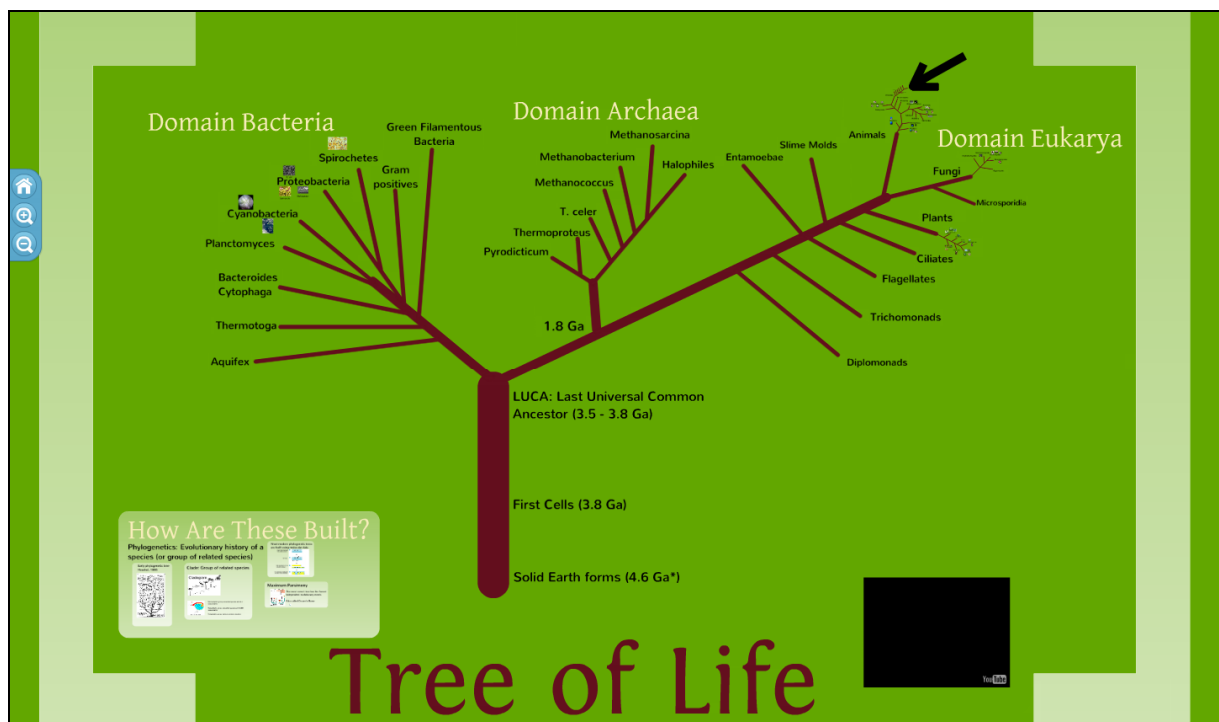 Domain Bacteria
Domain Archaea
Domain Eukarya
Green Filamentous
Bacteria
Spirochetes
Gram
positives
Proteobacteria
Cyanobacteria
Planctomyces
Bacteroides
Cytophaga
Thermotoga
Aquifex
Methanosarcina
Methanobacterium
Halophiles
Methanococcus
T. celer
Thermoproteus
Pyrodicticum
Entamoebae
Slime Molds
Animals
Fungi
Microsporidia
Plants
Ciliates
Flagellates
Trichomonads
Diplomonads
1.8 Ga
LUCA: Last Universal Common
Ancestor (3.5 - 3.8 Ga)
First Cells (3.8 Ga)
Solid Earth forms (4.6 Ga*)
How Are These Built?
Phylogenetics: Evolutionary history of a
species (or group of related species)
Clade: Group of related species
Maximum Parsimony
Tree of Life
YouTube